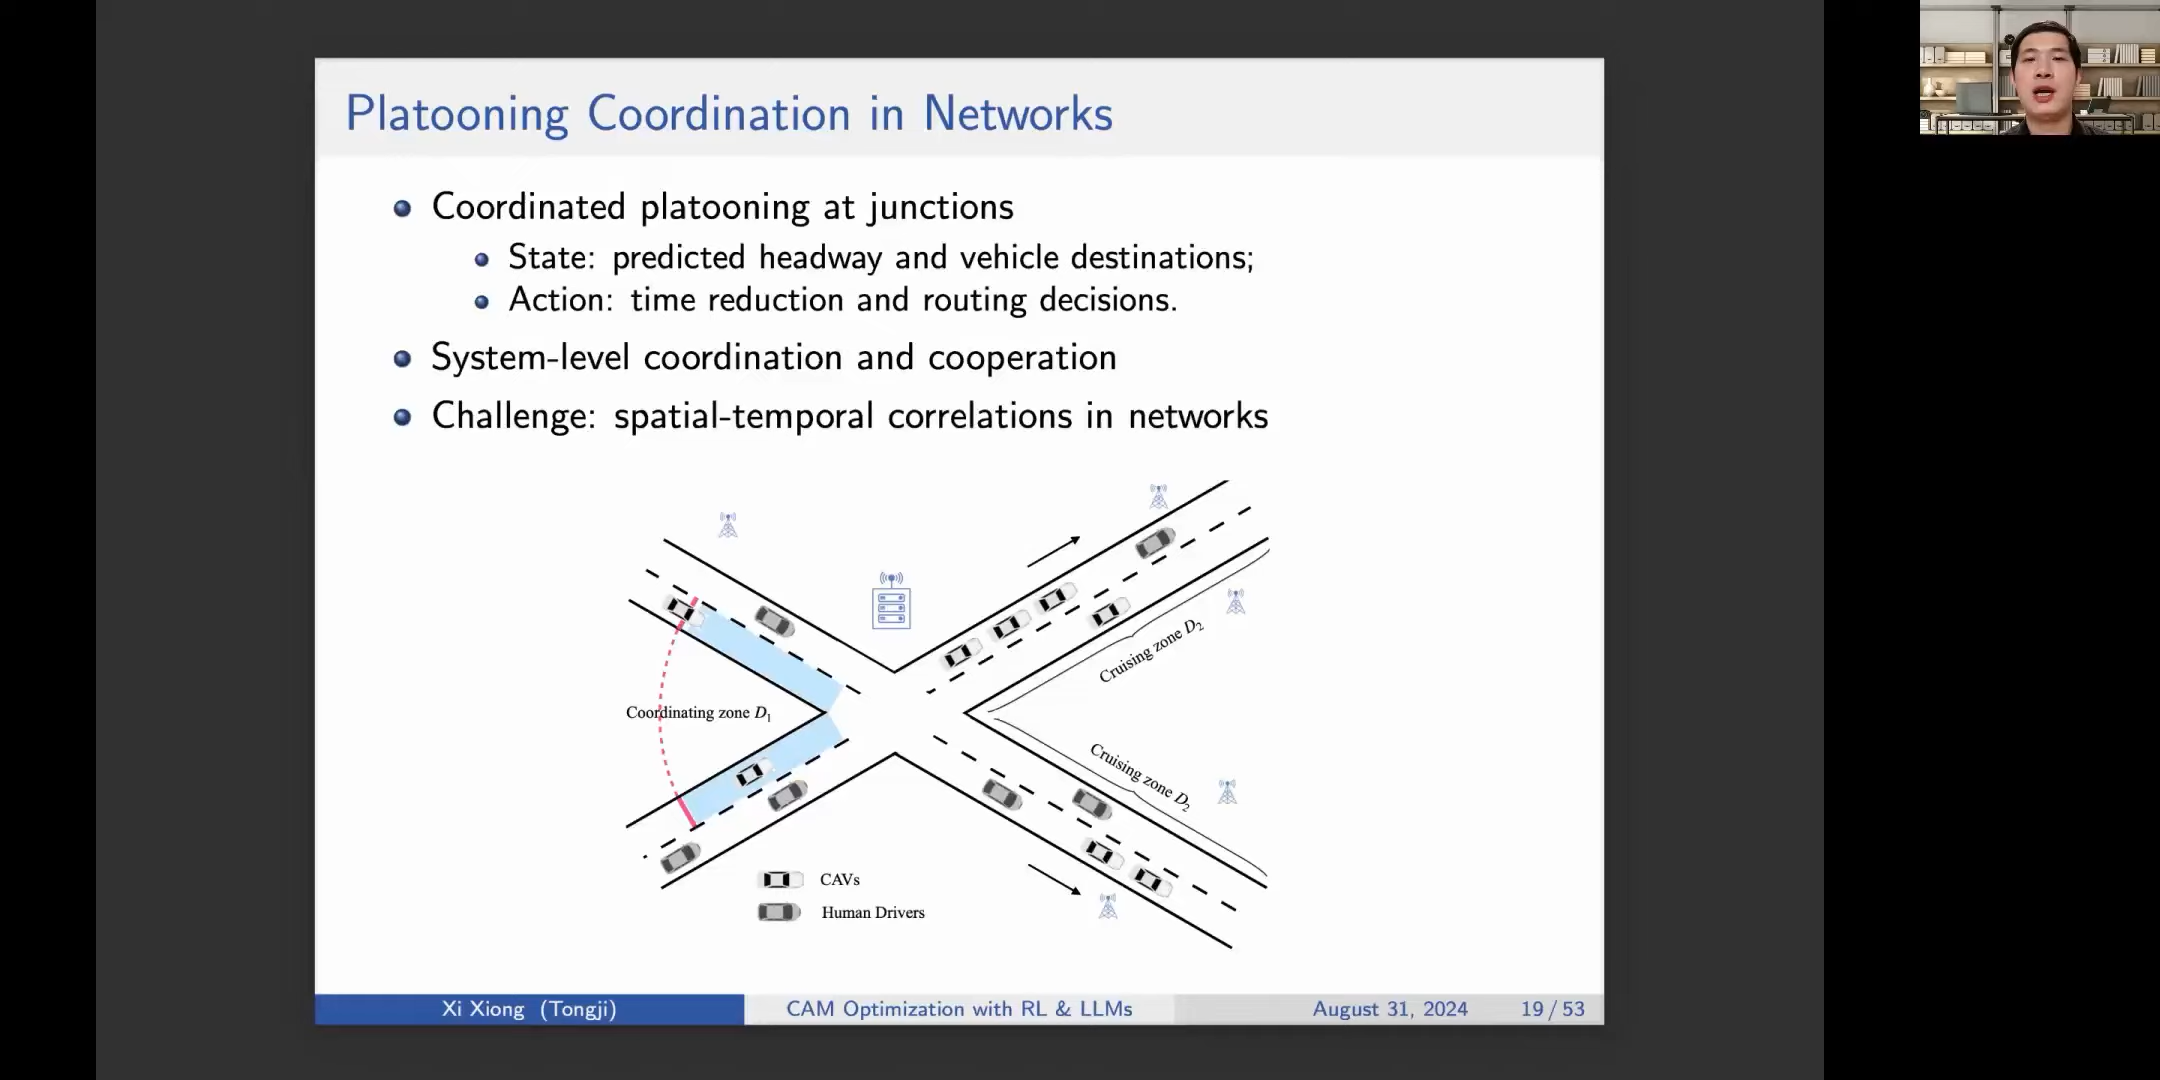 Platooning Coordination in Networks
Coordinated platooning at junctions
State: predicted headway and vehicle destinations;
Action: time reduction and routing decisions.
System-level coordination and cooperation
Challenge: spatial-temporal correlations in networks
Cruising zone D2
Coordinating zone D1
Cruising zone D2
CAVs
Human Drivers
Xi Xiong (Tongji)
CAM Optimization with RL & LLMs
August 31, 2024
19 / 53